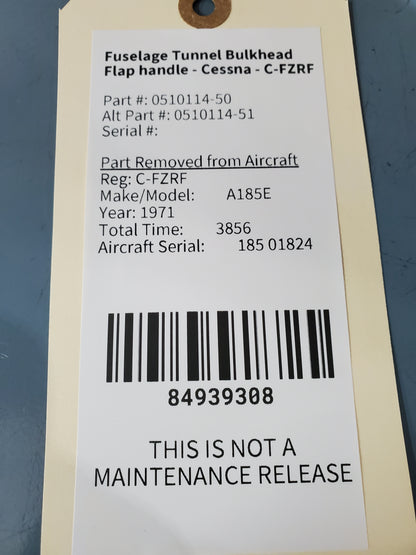 Fuselage Tunnel Bulkhead
Flap handle - Cessna - C-FZRF
Part #: 0510114-50
Alt Part #: 0510114-51
Serial #:
Part Removed from Aircraft
Reg: C-FZRF
Make/Model: A185E
Year: 1971
Total Time: 3856
Aircraft Serial: 185 01824
84939308
THIS IS NOT A
MAINTENANCE RELEASE